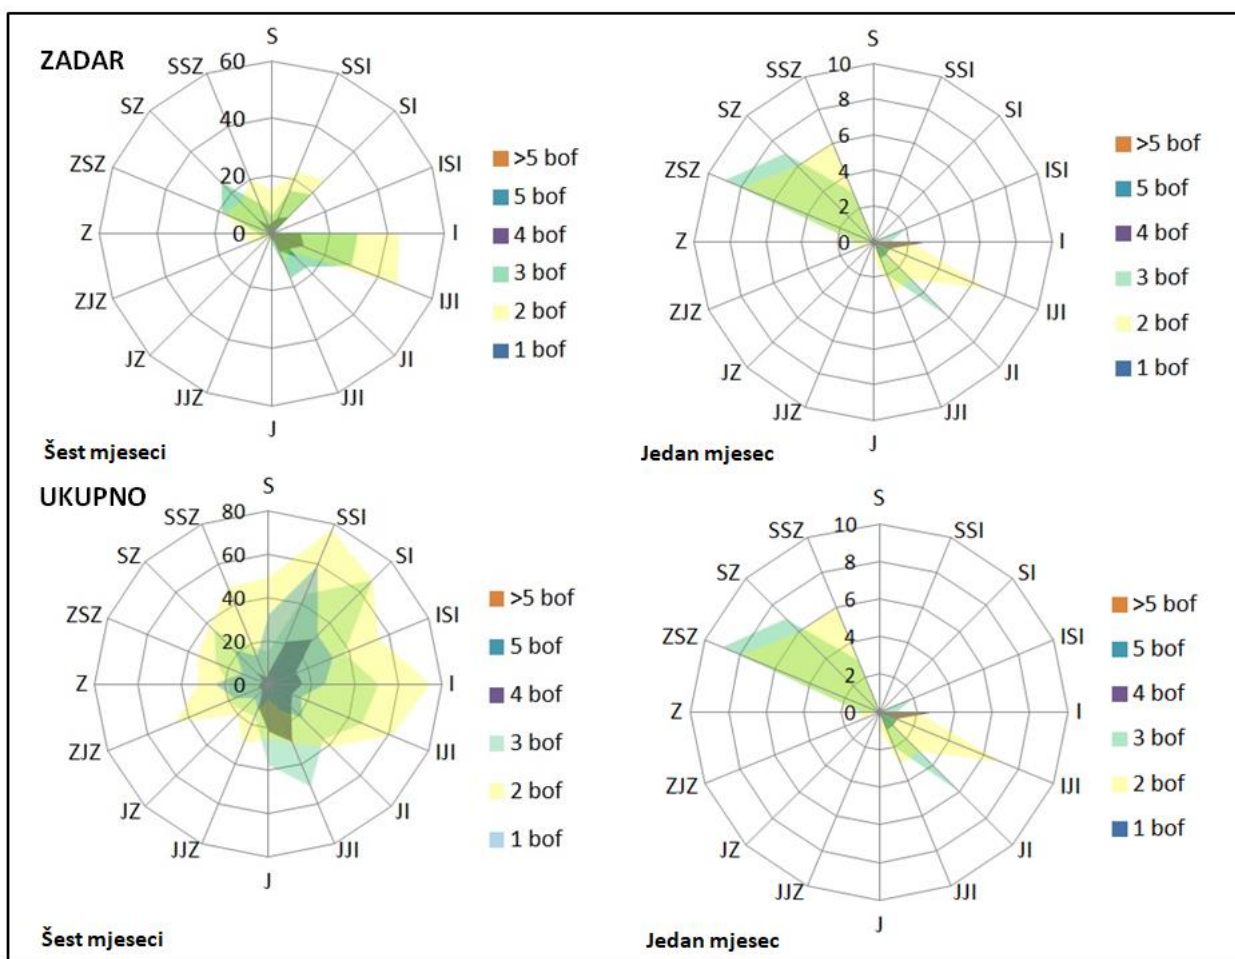 ZADAR
S
SSI
SI
ISI
I
IJI
JI
JJI
J
JJZ
JZ
ZJZ
Z
ZSZ
SZ
SSZ
60
40
20
0
>5 bof
5 bof
4 bof
3 bof
2 bof
1 bof
Šest mjeseci
S
SSI
SI
ISI
I
IJI
JI
JJI
J
JJZ
JZ
ZJZ
Z
ZSZ
SZ
SSZ
10
8
6
4
2
0
>5 bof
5 bof
4 bof
3 bof
2 bof
1 bof
Jedan mjesec
UKUPNO
S
SSI
SI
ISI
I
IJI
JI
JJI
J
JJZ
JZ
ZJZ
Z
ZSZ
SZ
SSZ
80
60
40
20
0
>5 bof
5 bof
4 bof
3 bof
2 bof
1 bof
Šest mjeseci
S
SSI
SI
ISI
I
IJI
JI
JJI
J
JJZ
JZ
ZJZ
Z
ZSZ
SZ
SSZ
10
8
6
4
2
0
>5 bof
5 bof
4 bof
3 bof
2 bof
1 bof
Jedan mjesec